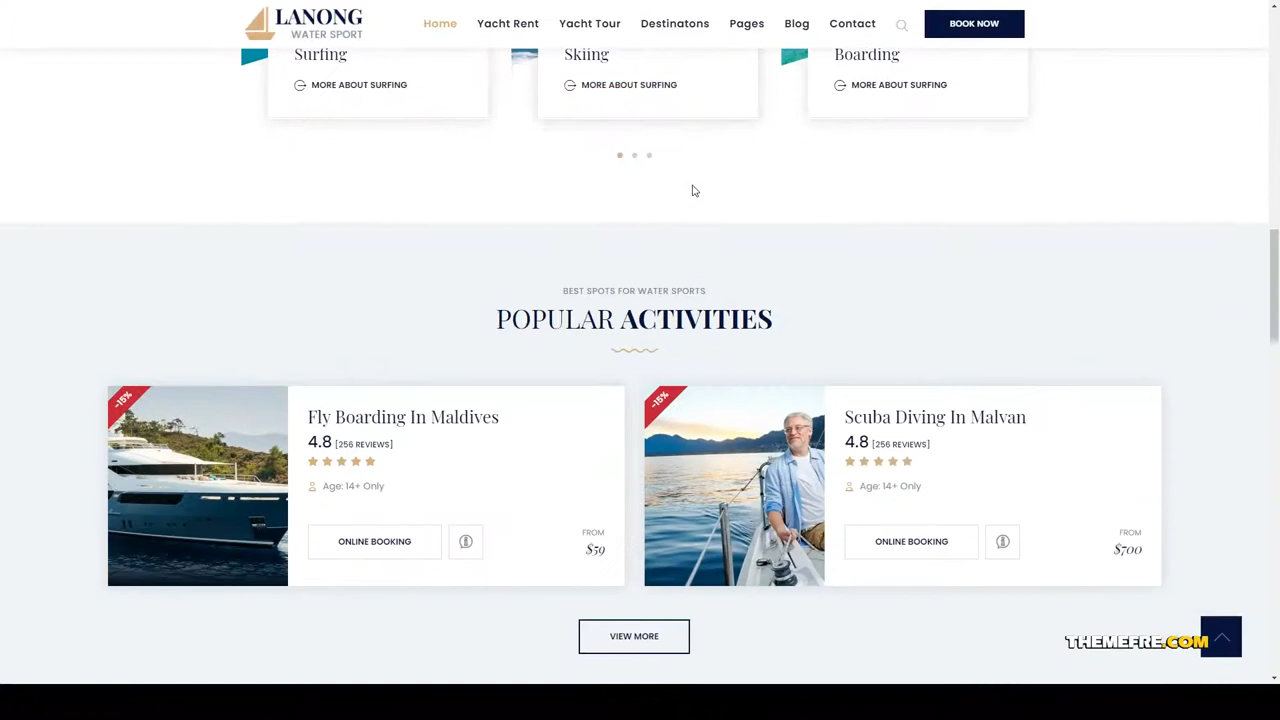 LANONG
WATER SPORT
Home Yacht Rent Yacht Tour Destinatons Pages Blog Contact BOOK NOW
Surfing Skiing Boarding
MORE ABOUT SURFING MORE ABOUT SURFING MORE ABOUT SURFING
BEST SPOTS FOR WATER SPORTS
POPULAR ACTIVITIES
-15%
Fly Boarding In Maldives
4.8 [256 REVIEWS]
Age: 14+ Only
ONLINE BOOKING
FROM
$59
-15%
Scuba Diving In Malvan
4.8 [256 REVIEWS]
Age: 14+ Only
ONLINE BOOKING
FROM
$700
VIEW MORE
THEMEFRE.COM